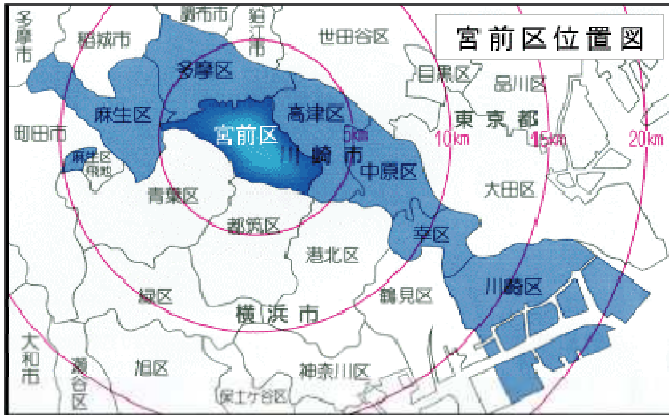 宮前区位置図
多摩市
稲城市
調布市
狛江市
世田谷区
目黒区
品川区
東京都
多摩区
高津区
麻生区
宮前区
5km
10km
15km
20km
町田市
麻生区
飛地
川崎市
中原区
大田区
青葉区
都筑区
港北区
幸区
川崎区
緑区
横浜市
鶴見区
大和市
瀬谷区
旭区
保土ケ谷区
神奈川区